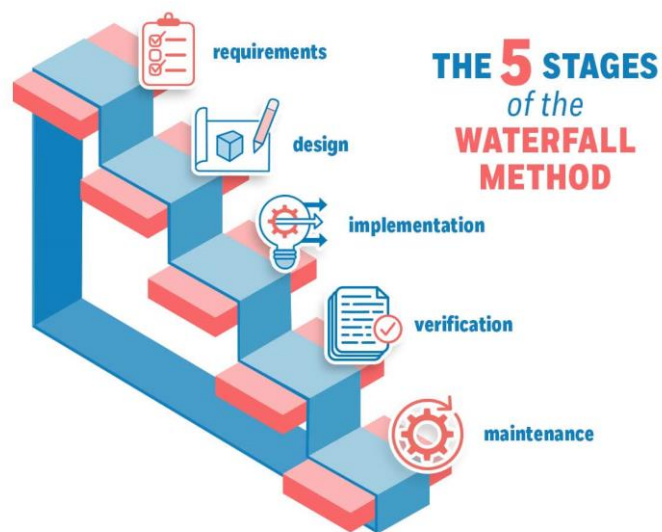 THE 5 STAGES
of the
WATERFALL
METHOD
requirements
design
implementation
verification
maintenance